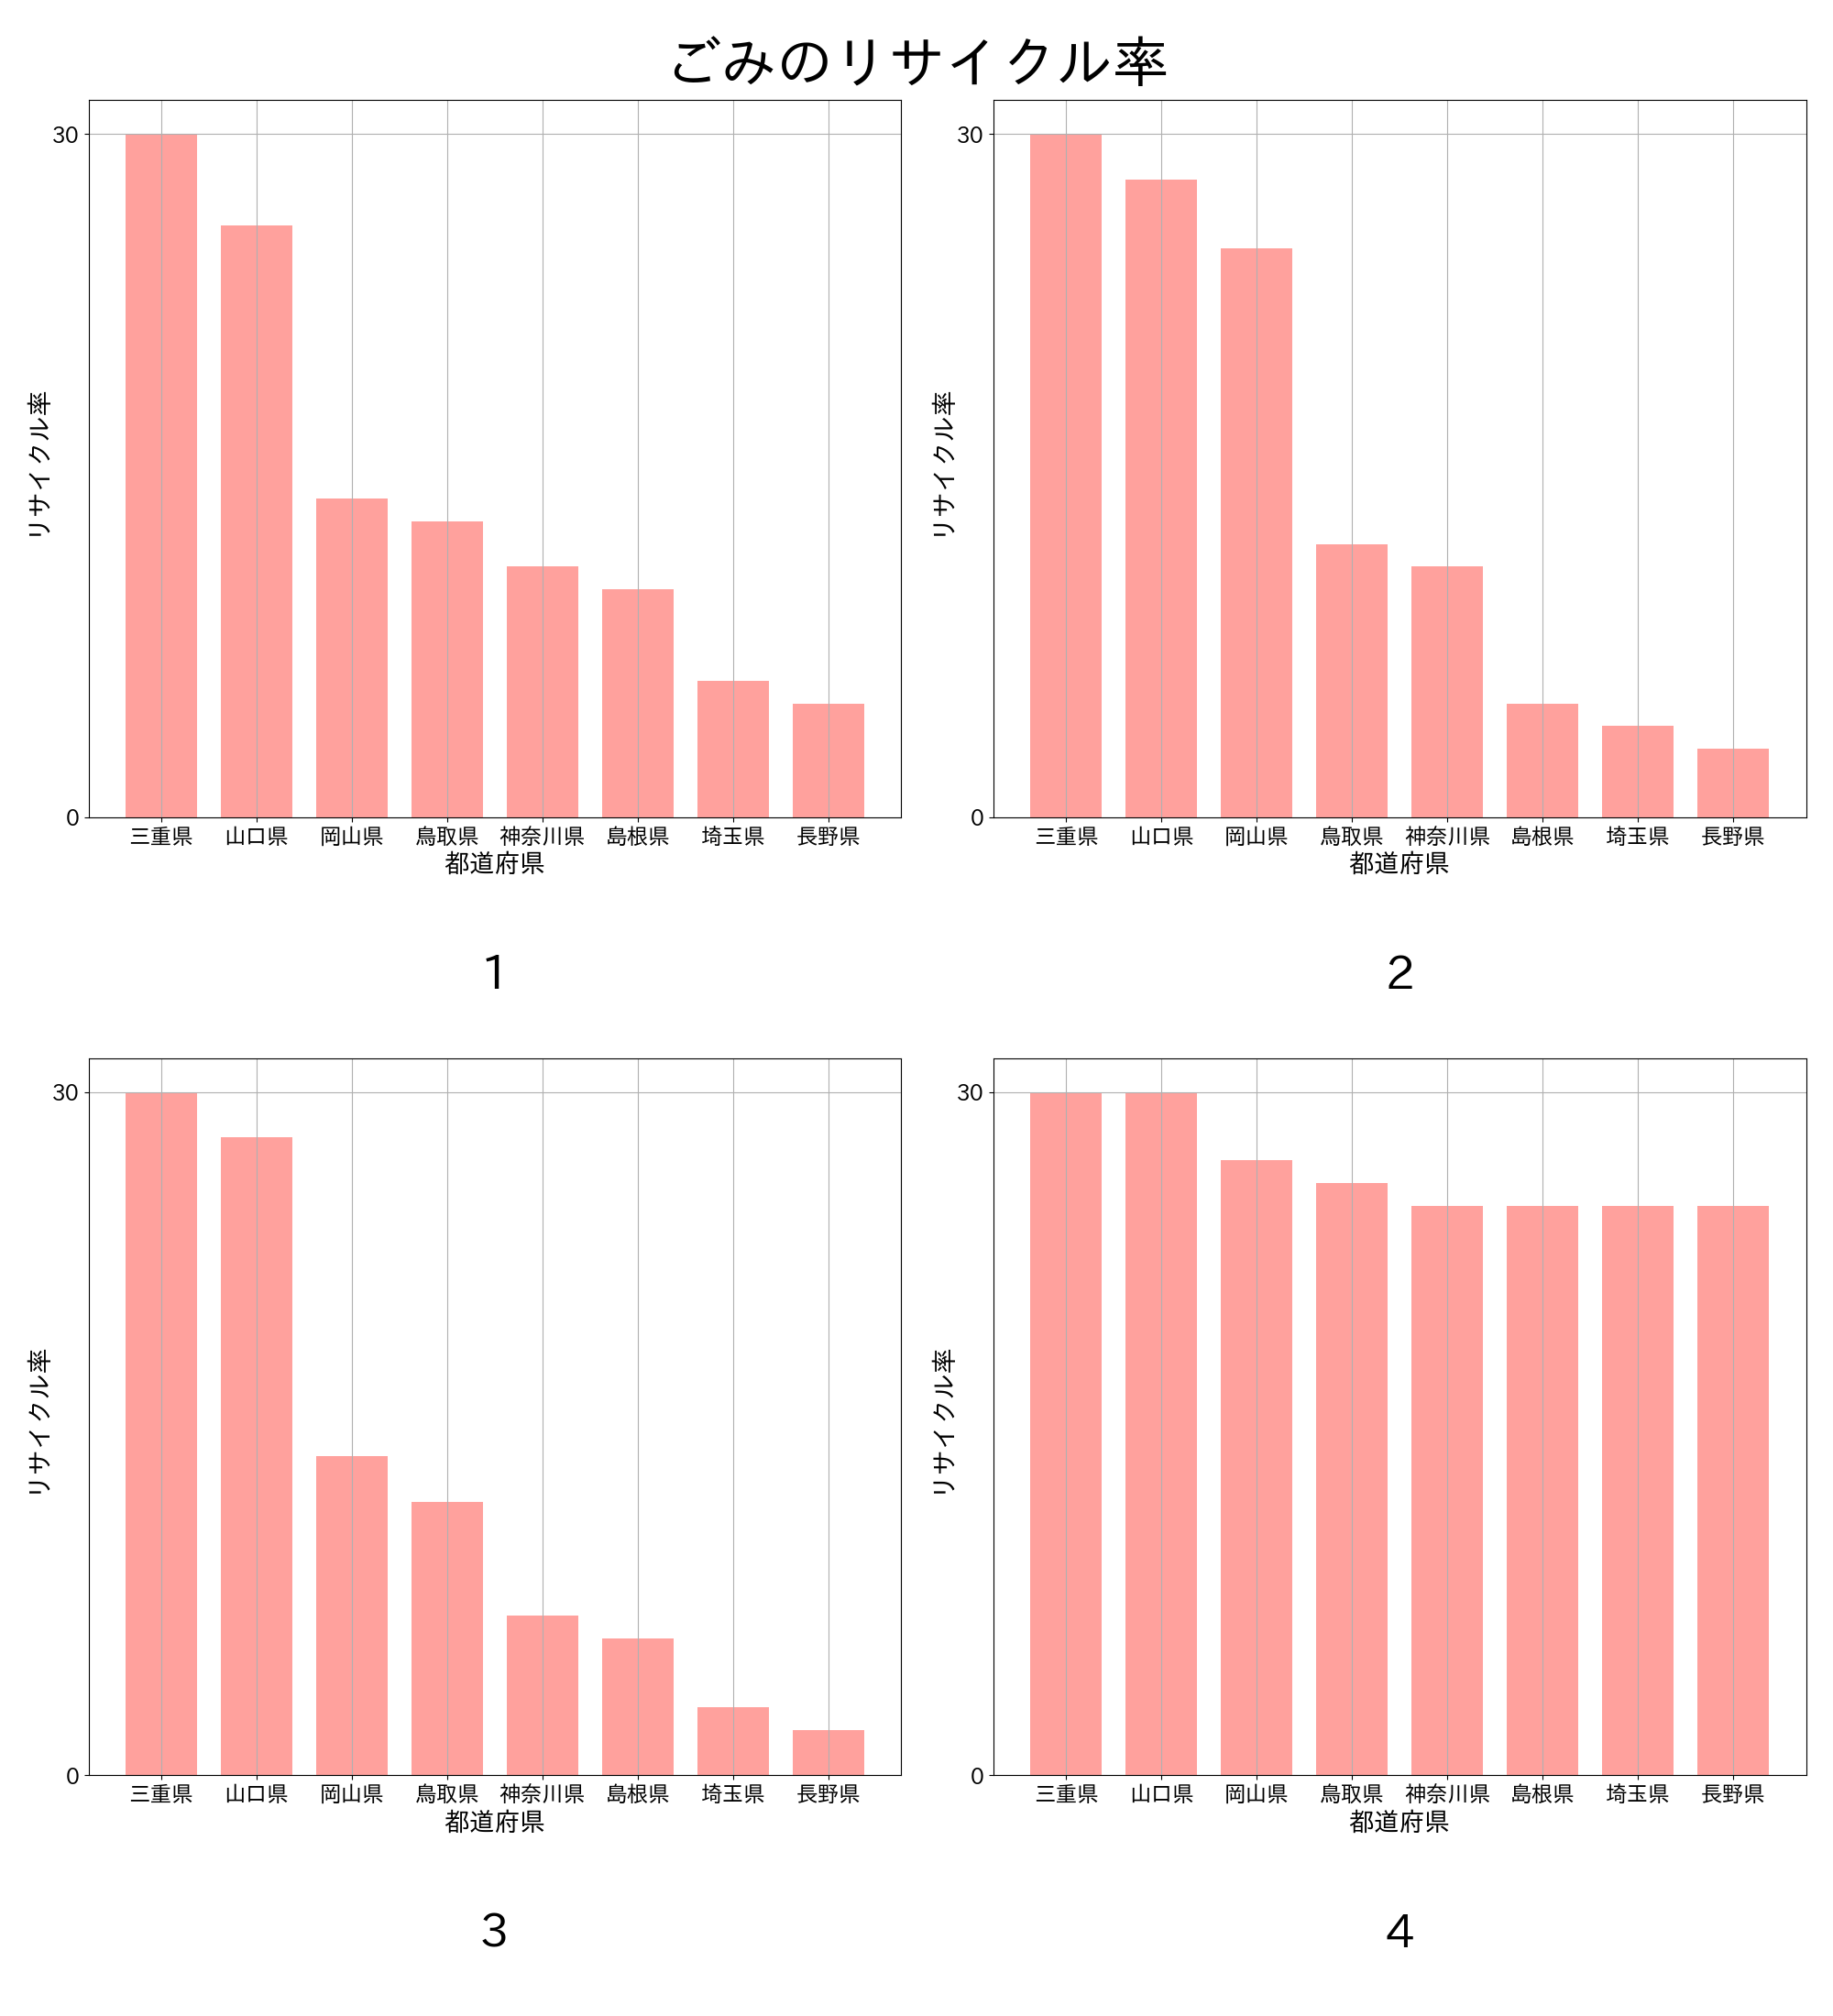 ごみのリサイクル率
30
0
リサイクル率
三重県 山口県 岡山県 鳥取県 神奈川県 島根県 埼玉県 長野県
都道府県
1
30
0
リサイクル率
三重県 山口県 岡山県 鳥取県 神奈川県 島根県 埼玉県 長野県
都道府県
2
30
0
リサイクル率
三重県 山口県 岡山県 鳥取県 神奈川県 島根県 埼玉県 長野県
都道府県
3
30
0
リサイクル率
三重県 山口県 岡山県 鳥取県 神奈川県 島根県 埼玉県 長野県
都道府県
4